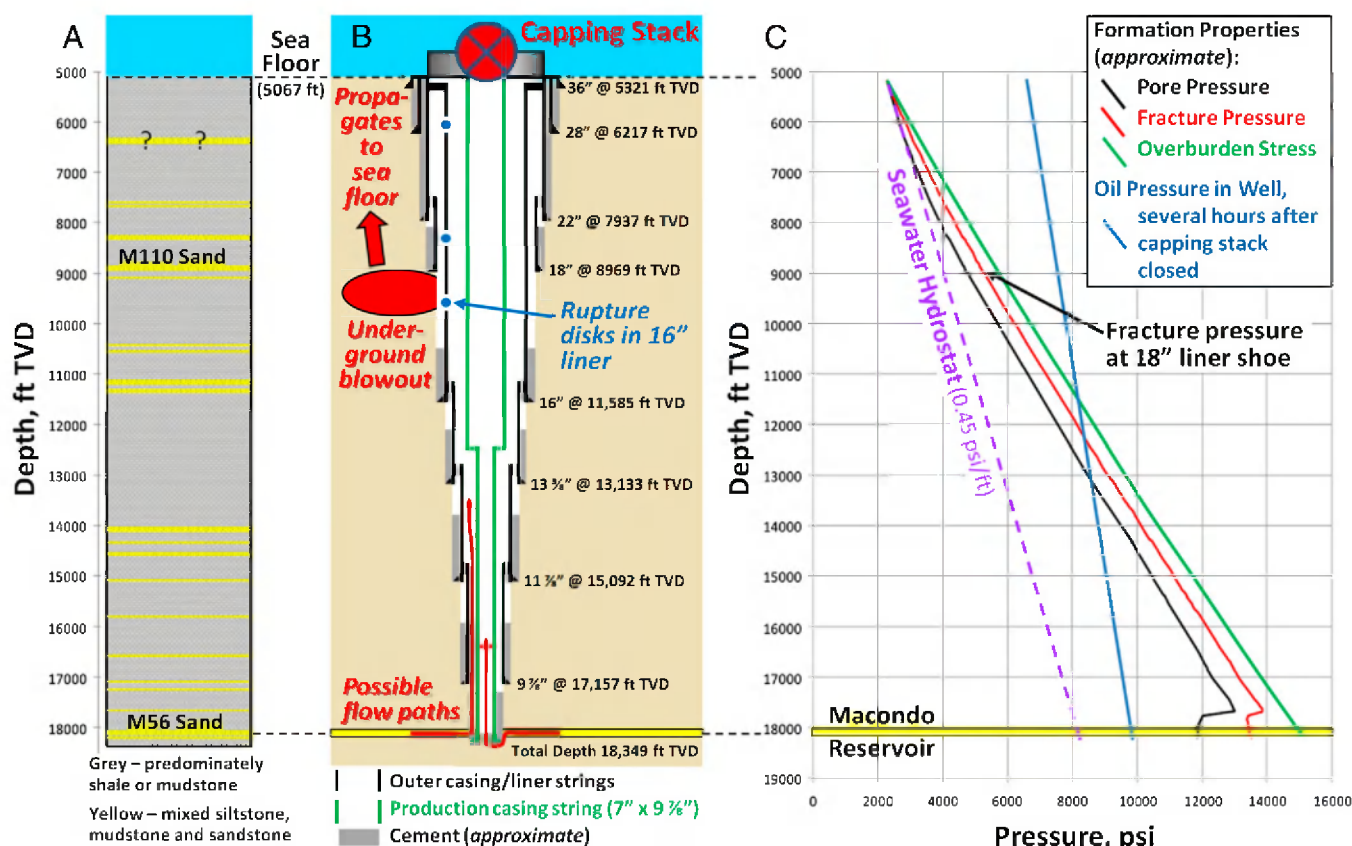 A
Sea
Floor
(5067 ft)
Depth, ft TVD
5000
6000
7000
8000
9000
10000
11000
12000
13000
14000
15000
16000
17000
18000
? ?
M110 Sand
M56 Sand
Grey – predominately
shale or mudstone
Yellow – mixed siltstone,
mudstone and sandstone
B
Capping Stack
Propa-
gates
to
sea
floor
Under-
ground
blowout
Rupture
disks in 16”
liner
Possible
flow paths
36” @ 5321 ft TVD
28” @ 6217 ft TVD
22” @ 7937 ft TVD
18” @ 8969 ft TVD
16” @ 11,585 ft TVD
13 ⅝” @ 13,133 ft TVD
11 ⅞” @ 15,092 ft TVD
9 ⅞” @ 17,157 ft TVD
Total Depth 18,349 ft TVD
Outer casing/liner strings
Production casing string (7” x 9 ⅞”)
Cement (approximate)
C
Depth, ft TVD
5000
6000
7000
8000
9000
10000
11000
12000
13000
14000
15000
16000
17000
18000
19000
Formation Properties
(approximate):
Pore Pressure
Fracture Pressure
Overburden Stress
Oil Pressure in Well,
several hours after
capping stack
closed
Seawater Hydrostat (0.45 psi/ft)
Fracture pressure
at 18” liner shoe
Macondo
Reservoir
0 2000 4000 6000 8000 10000 12000 14000 16000
Pressure, psi